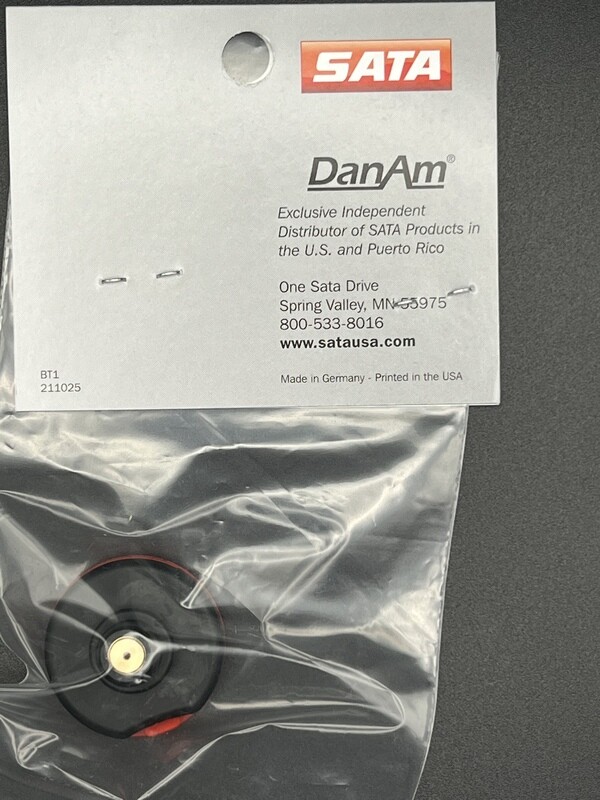 SATA
DanAm®
Exclusive Independent
Distributor of SATA Products in
the U.S. and Puerto Rico
One Sata Drive
Spring Valley, MN 55975
800-533-8016
www.satausa.com
BT1
211025
Made in Germany - Printed in the USA